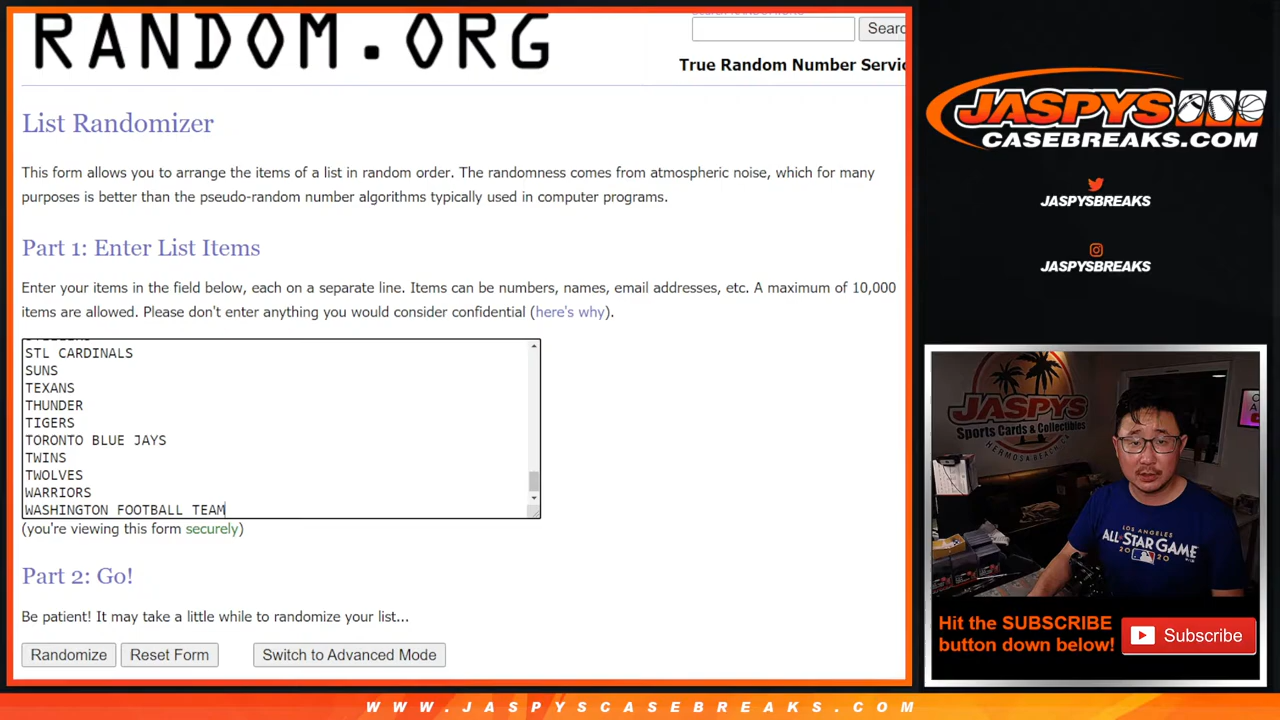 RANDOM.ORG
Searc
True Random Number Servic
List Randomizer
This form allows you to arrange the items of a list in random order. The randomness comes from atmospheric noise, which for many
purposes is better than the pseudo-random number algorithms typically used in computer programs.
Part 1: Enter List Items
Enter your items in the field below, each on a separate line. Items can be numbers, names, email addresses, etc. A maximum of 10,000
items are allowed. Please don't enter anything you would consider confidential (here's why).
STL CARDINALS
SUNS
TEXANS
THUNDER
TIGERS
TORONTO BLUE JAYS
TWINS
TWOLVES
WARRIORS
WASHINGTON FOOTBALL TEAM
(you're viewing this form securely)
Part 2: Go!
Be patient! It may take a little while to randomize your list...
Randomize
Reset Form
Switch to Advanced Mode
JASPYS
CASEBREAKS.COM
JASPYSBREAKS
JASPYSBREAKS
JASPYS
Sports Cards & Collectibles
HERMOSA BEACH, CA
LOS ANGELES
ALL-STAR GAME
2020
Hit the SUBSCRIBE
button down below!
Subscribe
WWW.JASPYSCASEBREAKS.COM